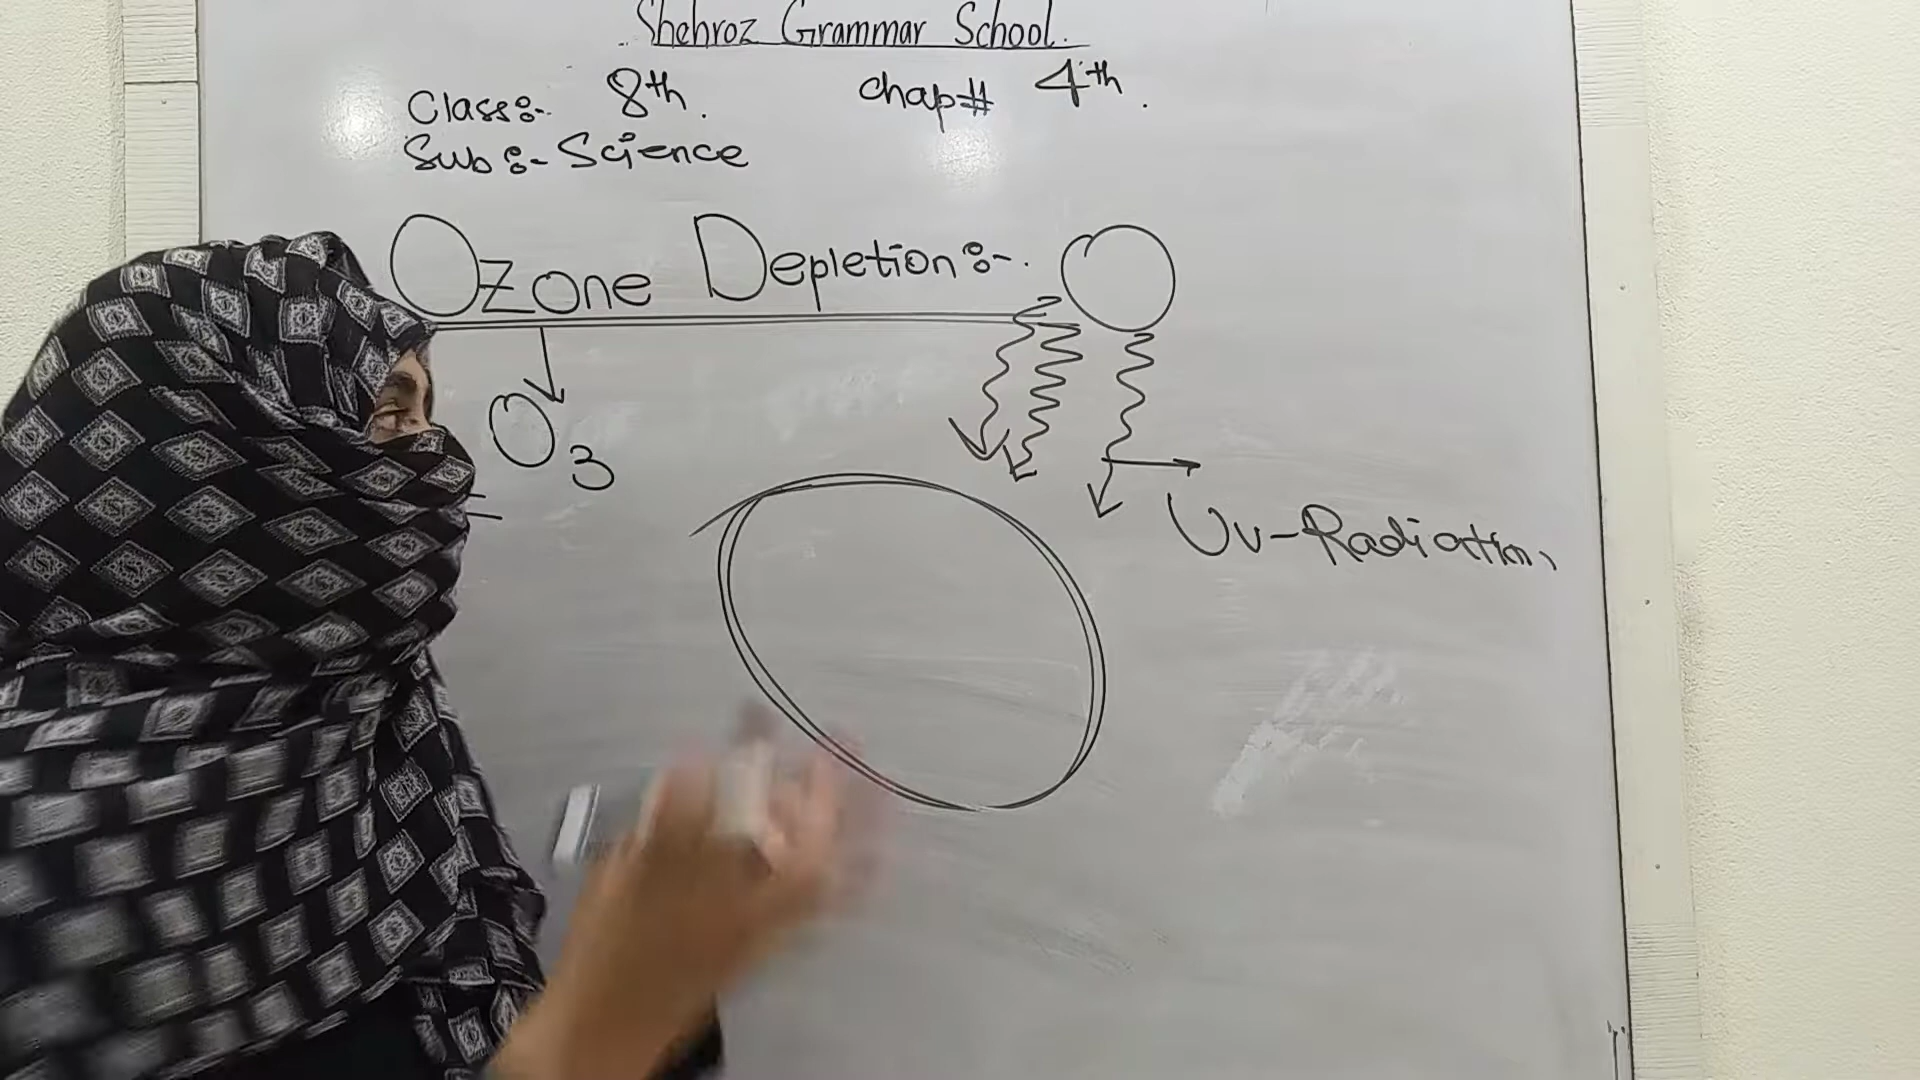 Shehroz Grammar School.
Class:- 8th. chap# 4th.
Sub:- Science
Ozone Depletion:-.
O3
Uv-Radiation,